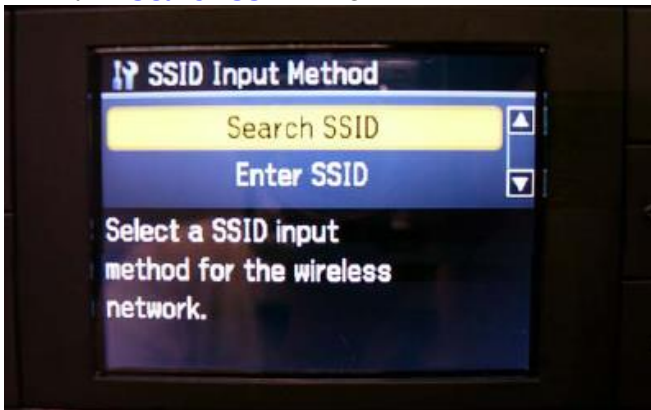 SSID Input Method
Search SSID
Enter SSID
Select a SSID input
method for the wireless
network.